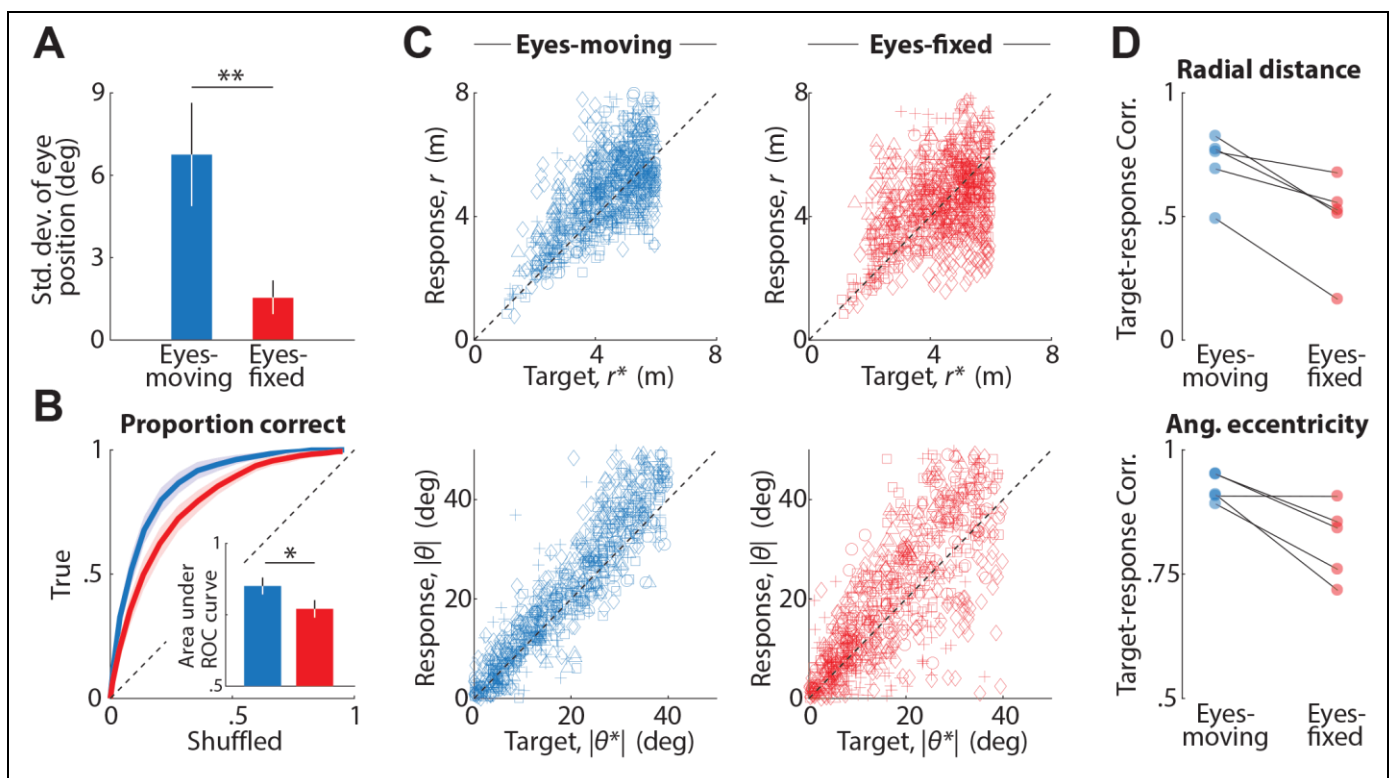 A
**
9
6
3
0
Std. dev. of eye
position (deg)
Eyes-
moving
Eyes-
fixed
B
Proportion correct
1
.5
0
True
0
.5
1
Shuffled
1
.5
Area under
ROC curve
*
C
Eyes-moving
8
4
0
Response, r (m)
0
4
8
Target, r* (m)
Eyes-fixed
8
4
0
Response, r (m)
0
4
8
Target, r* (m)
40
20
0
Response, |θ| (deg)
0
20
40
Target, |θ*| (deg)
40
20
0
Response, |θ| (deg)
0
20
40
Target, |θ*| (deg)
D
Radial distance
1
.5
0
Target-response Corr.
Eyes-
moving
Eyes-
fixed
Ang. eccentricity
1
.75
.5
Target-response Corr.
Eyes-
moving
Eyes-
fixed